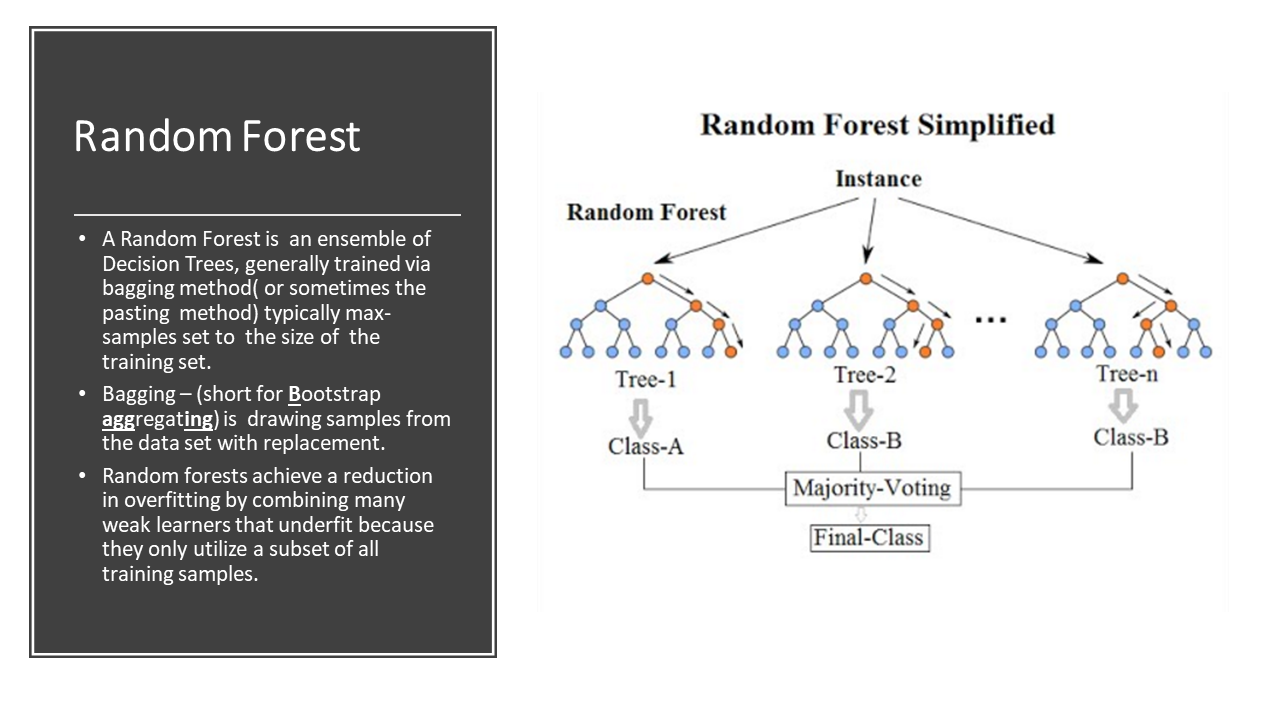 Random Forest
• A Random Forest is  an ensemble of
Decision Trees, generally trained via
bagging method( or sometimes the
pasting  method) typically max-
samples set to  the size of  the
training set.
• Bagging – (short for Bootstrap
aggregating) is  drawing samples from
the data set with replacement.
• Random forests achieve a reduction
in overfitting by combining many
weak learners that underfit because
they only utilize a subset of all
training samples.
Random Forest Simplified
Instance
Random Forest
...
Tree-1
Tree-2
Tree-n
Class-A
Class-B
Class-B
Majority-Voting
Final-Class